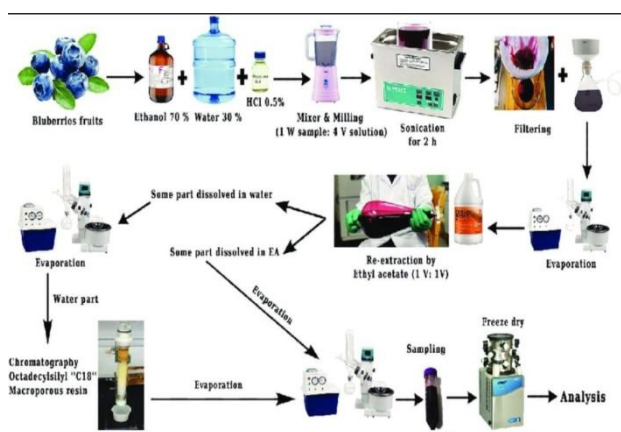 Bluberrios fruits
Ethanol 70 %
Water 30 %
HCl 0.5%
Mixer & Milling
(1 W sample: 4 V solution)
Sonication
for 2 h
Filtering
Evaporation
Re-extraction by
Ethyl acetate (1 V: 1V)
Some part dissolved in water
Some part dissolved in EA
Evaporation
Water part
Chromatography
Octadecylsilyl "C18"
Macroporous resin
Evaporation
Evaporation
Sampling
Freeze dry
Analysis